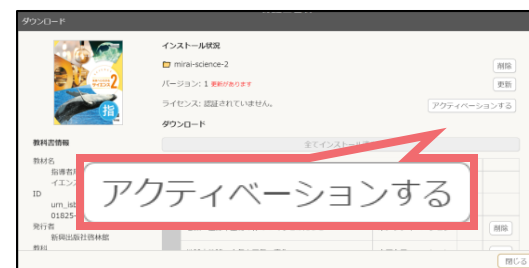 ダウンロード
インストール状況
mirai-science-2
削除
バージョン: 1 更新があります
更新
ライセンス: 認証されていません。
アクティベーションする
ダウンロード
サイエンス 2
指
教科書情報
全てインストール
教材名
アクティベーションする
ID
発行者
新興出版社啓林館
削除
教科
閉じる